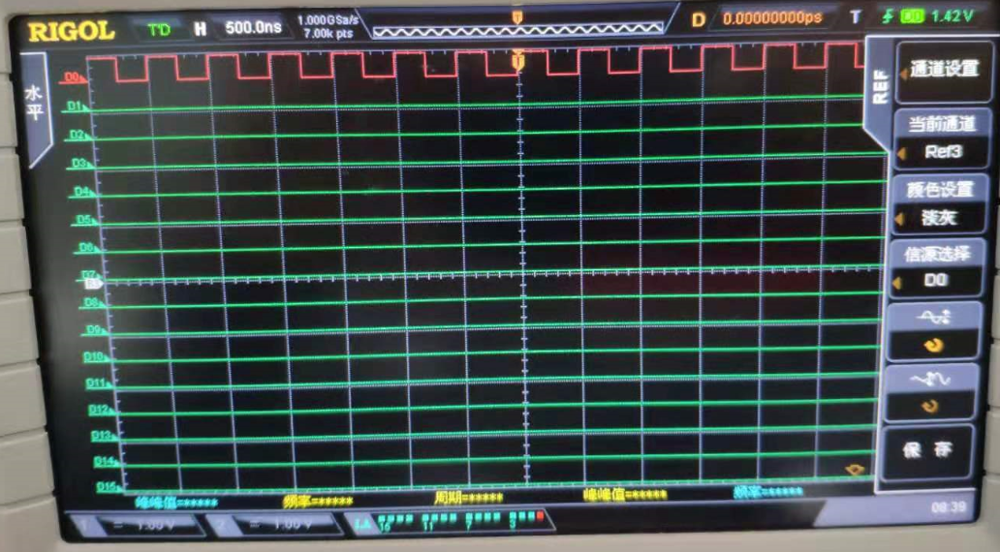 RIGOL T'D H 500.0ns 1.000GSa/s 7.00k pts D 0.00000000ps T D0 1.42V
水平
REF
D0
D1
D2
D3
D4
D5
D6
D7
D8
D9
D10
D11
D12
D13
D14
D15
通道设置
当前通道
Ref3
颜色设置
淡灰
信源选择
D0
保存
峰峰值=***** 频率=***** 周期=***** 峰峰值=***** 频率=*****
1 = 1.00V 2 = 1.00V LA 16 11 7 3
08:39